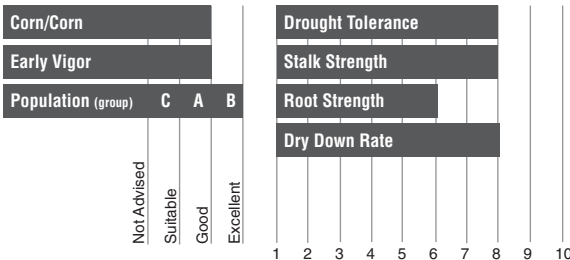 Corn/Corn
Early Vigor
Population (group) C A B
Not Advised
Suitable
Good
Excellent
Drought Tolerance
Stalk Strength
Root Strength
Dry Down Rate
1 2 3 4 5 6 7 8 9 10